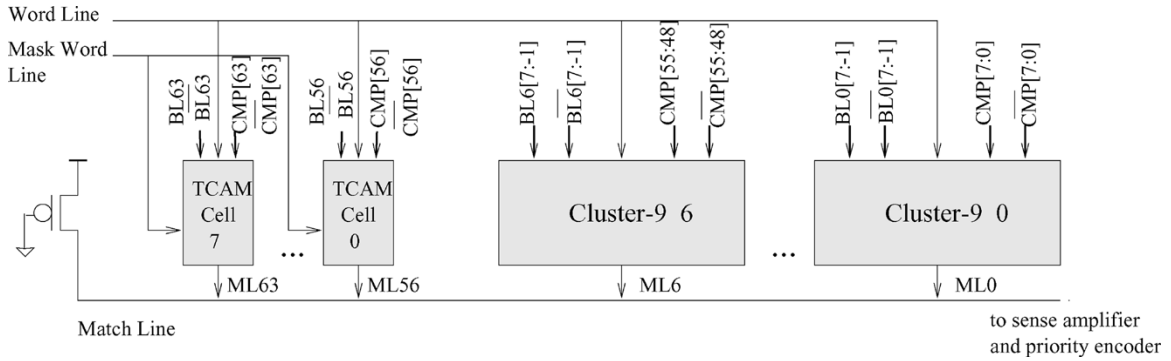 Word Line
Mask Word
Line
BL63
BL63
CMP[63]
CMP[63]
BL56
BL56
CMP[56]
CMP[56]
BL6[7:-1]
BL6[7:-1]
CMP[55:48]
CMP[55:48]
BL0[7:-1]
BL0[7:-1]
CMP[7:0]
CMP[7:0]
TCAM
Cell
7
...
TCAM
Cell
0
Cluster-9 6
...
Cluster-9 0
ML63
ML56
ML6
ML0
Match Line
to sense amplifier
and priority encoder